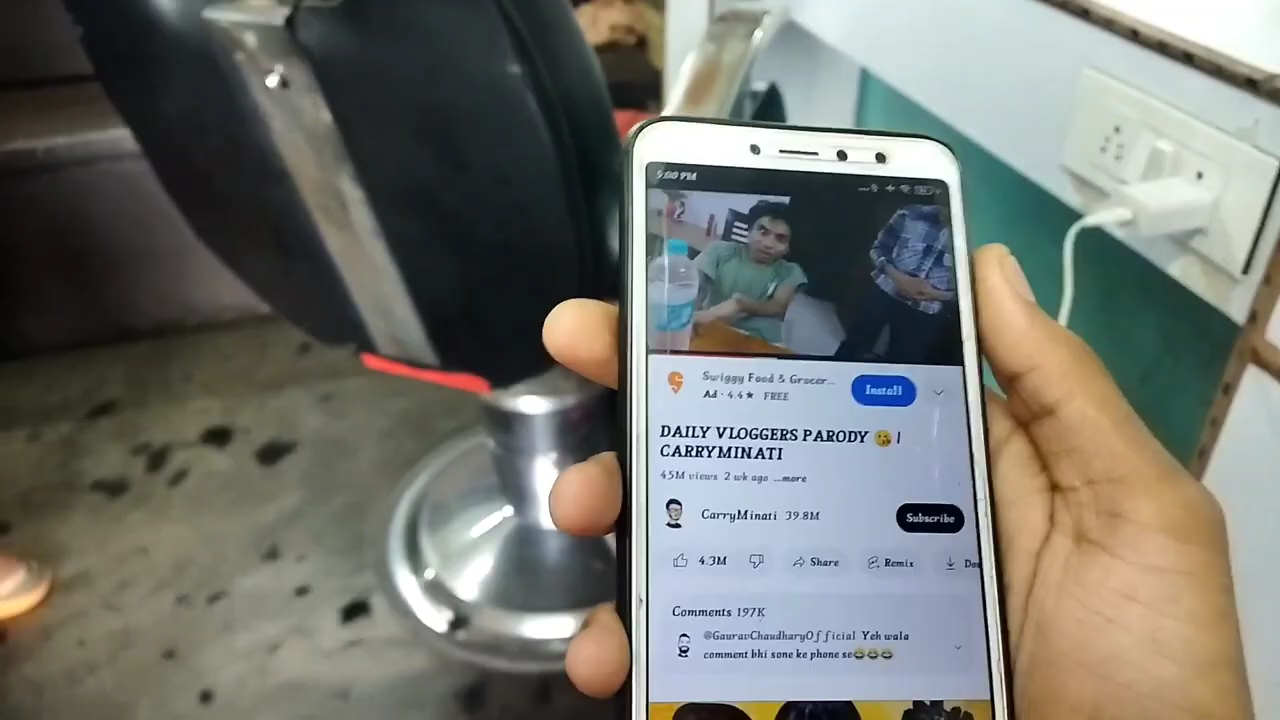 5:00 PM
Swiggy Food & Grocer...
Install
Ad · 4.4★ FREE
DAILY VLOGGERS PARODY 😘 |
CARRYMINATI
45M views 2 wk ago ...more
CarryMinati 39.8M
Subscribe
4.3M
Share
Remix
Do
Comments 197K
@GauravChaudharyOfficial Yeh wala
comment bhi sone ke phone se😂😂😂